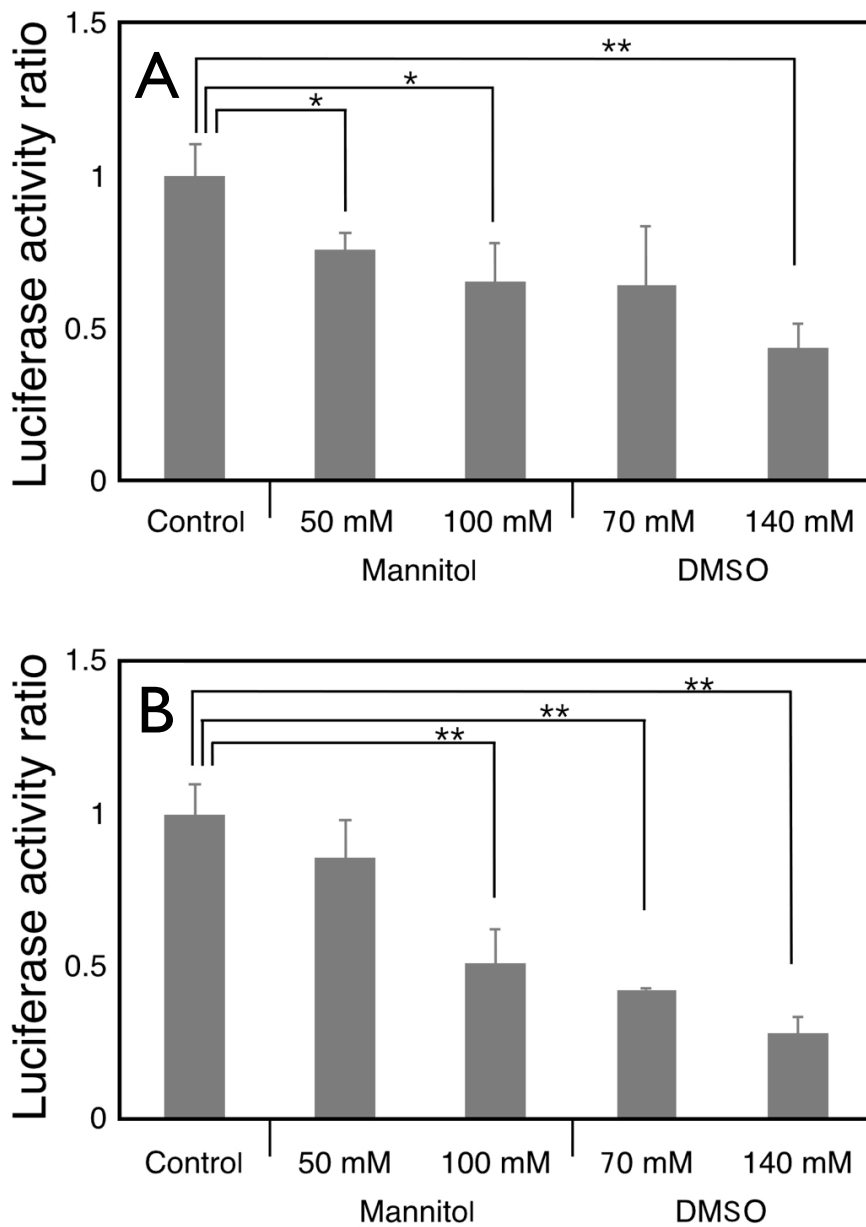 1.5
A
**
*
*
1
0.5
0
Luciferase activity ratio
Control 50 mM 100 mM 70 mM 140 mM
Mannitol DMSO
1.5
B
**
**
**
1
0.5
0
Luciferase activity ratio
Control 50 mM 100 mM 70 mM 140 mM
Mannitol DMSO